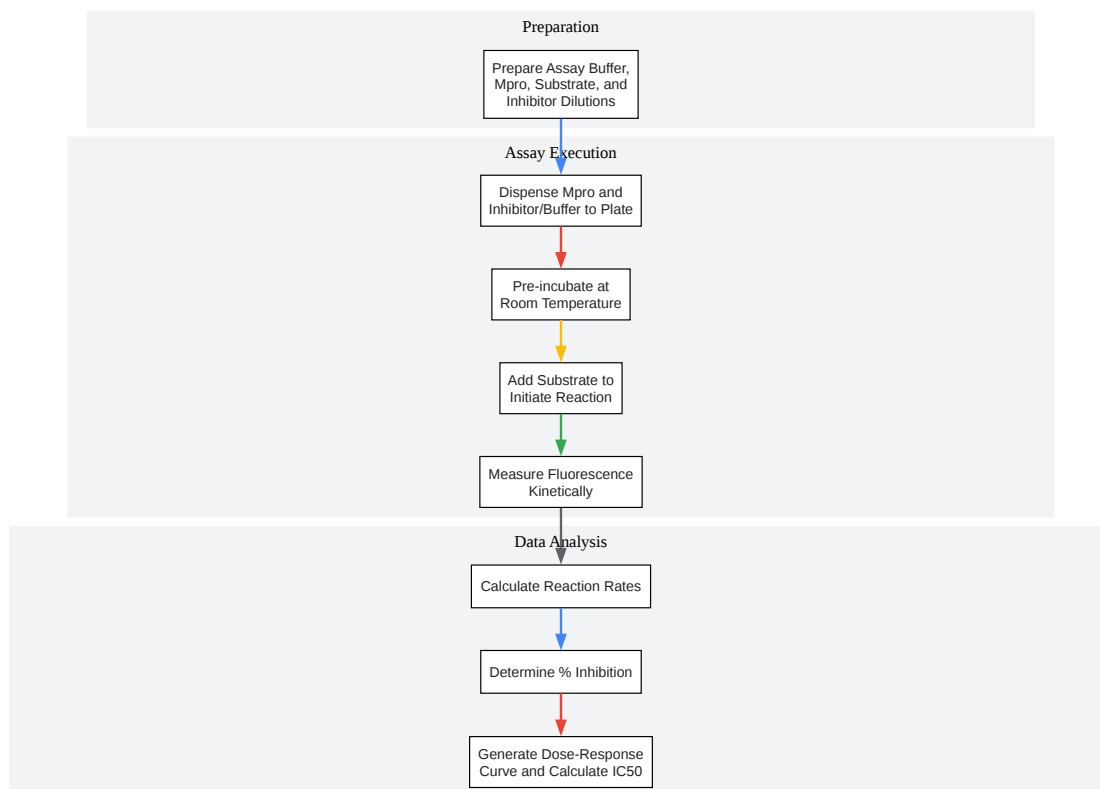 Preparation
Prepare Assay Buffer,
Mpro, Substrate, and
Inhibitor Dilutions
Assay Execution
Dispense Mpro and
Inhibitor/Buffer to Plate
Pre-incubate at
Room Temperature
Add Substrate to
Initiate Reaction
Measure Fluorescence
Kinetically
Data Analysis
Calculate Reaction Rates
Determine % Inhibition
Generate Dose-Response
Curve and Calculate IC50